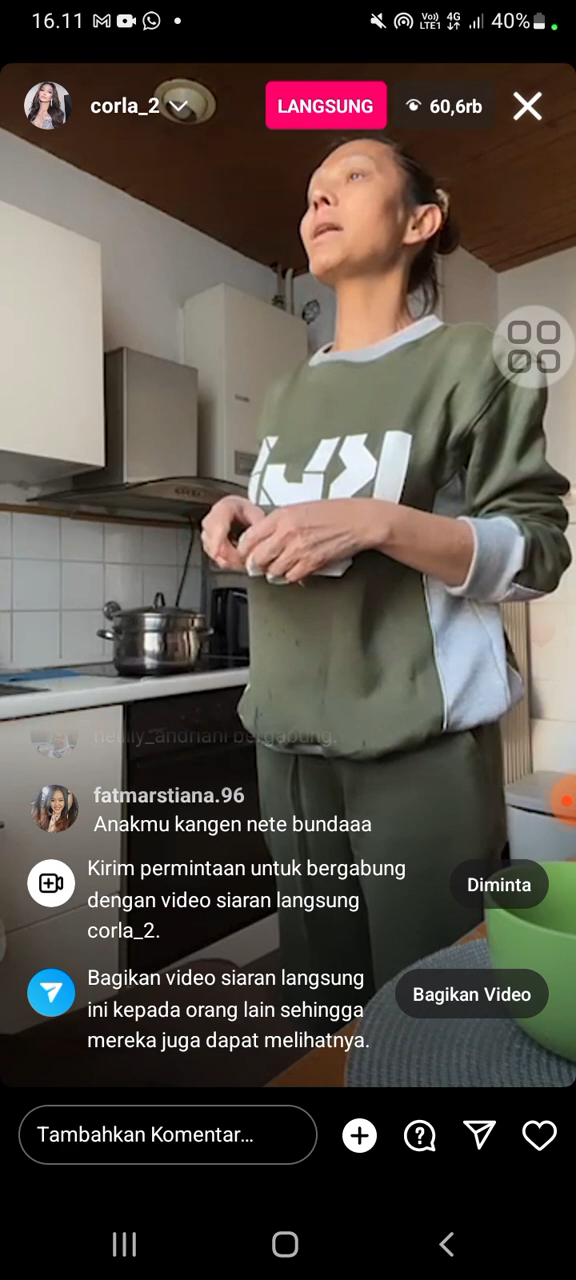 16.11
Vo)) 4G
LTE1
40%
corla_2
LANGSUNG
60,6rb
henly_andriani bergabung.
fatmarstiana.96
Anakmu kangen nete bundaaa
Kirim permintaan untuk bergabung
dengan video siaran langsung
corla_2.
Diminta
Bagikan video siaran langsung
ini kepada orang lain sehingga
mereka juga dapat melihatnya.
Bagikan Video
Tambahkan Komentar...